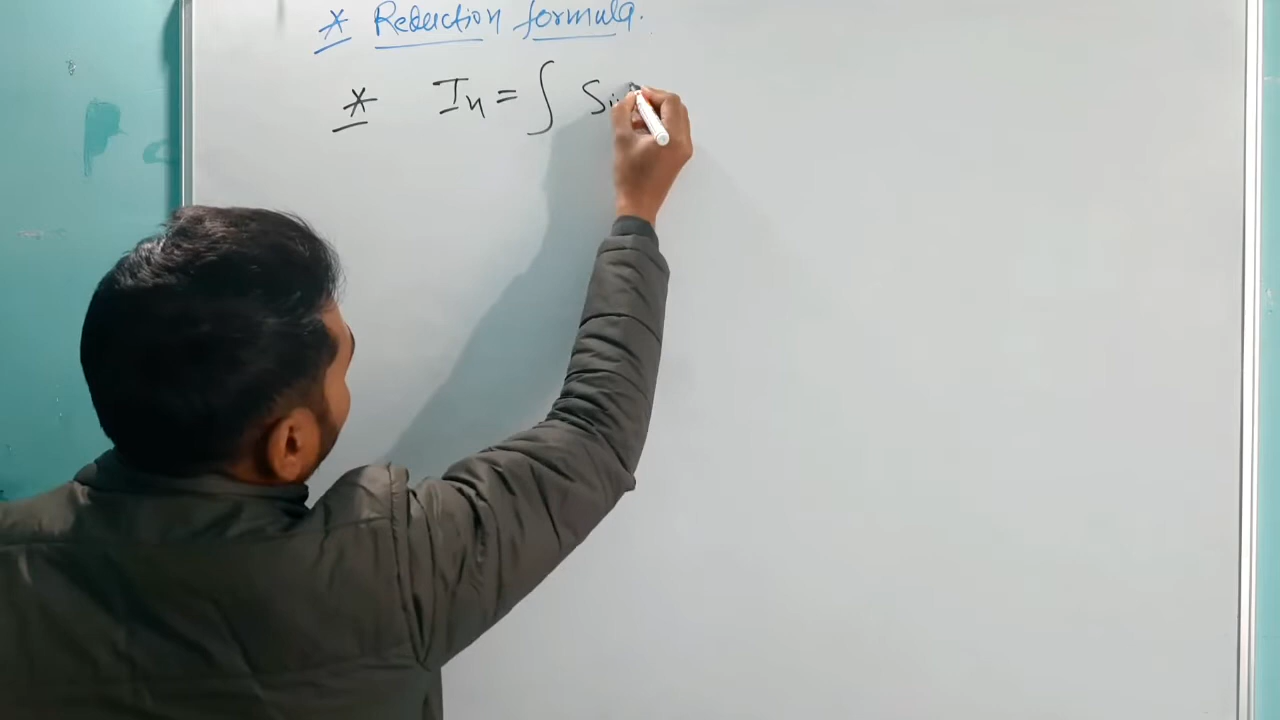 * Reduction formula.
* In = ∫ Si